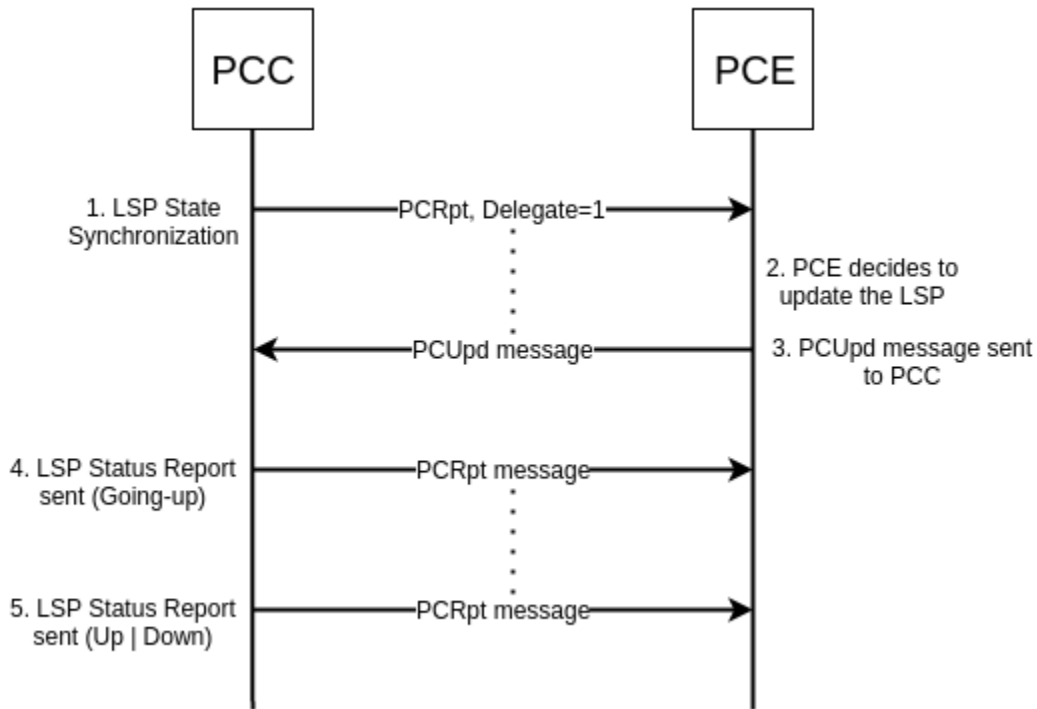 PCC
PCE
1. LSP State
Synchronization
PCRpt, Delegate=1
2. PCE decides to
update the LSP
PCUpd message
3. PCUpd message sent
to PCC
4. LSP Status Report
sent (Going-up)
PCRpt message
5. LSP Status Report
sent (Up | Down)
PCRpt message